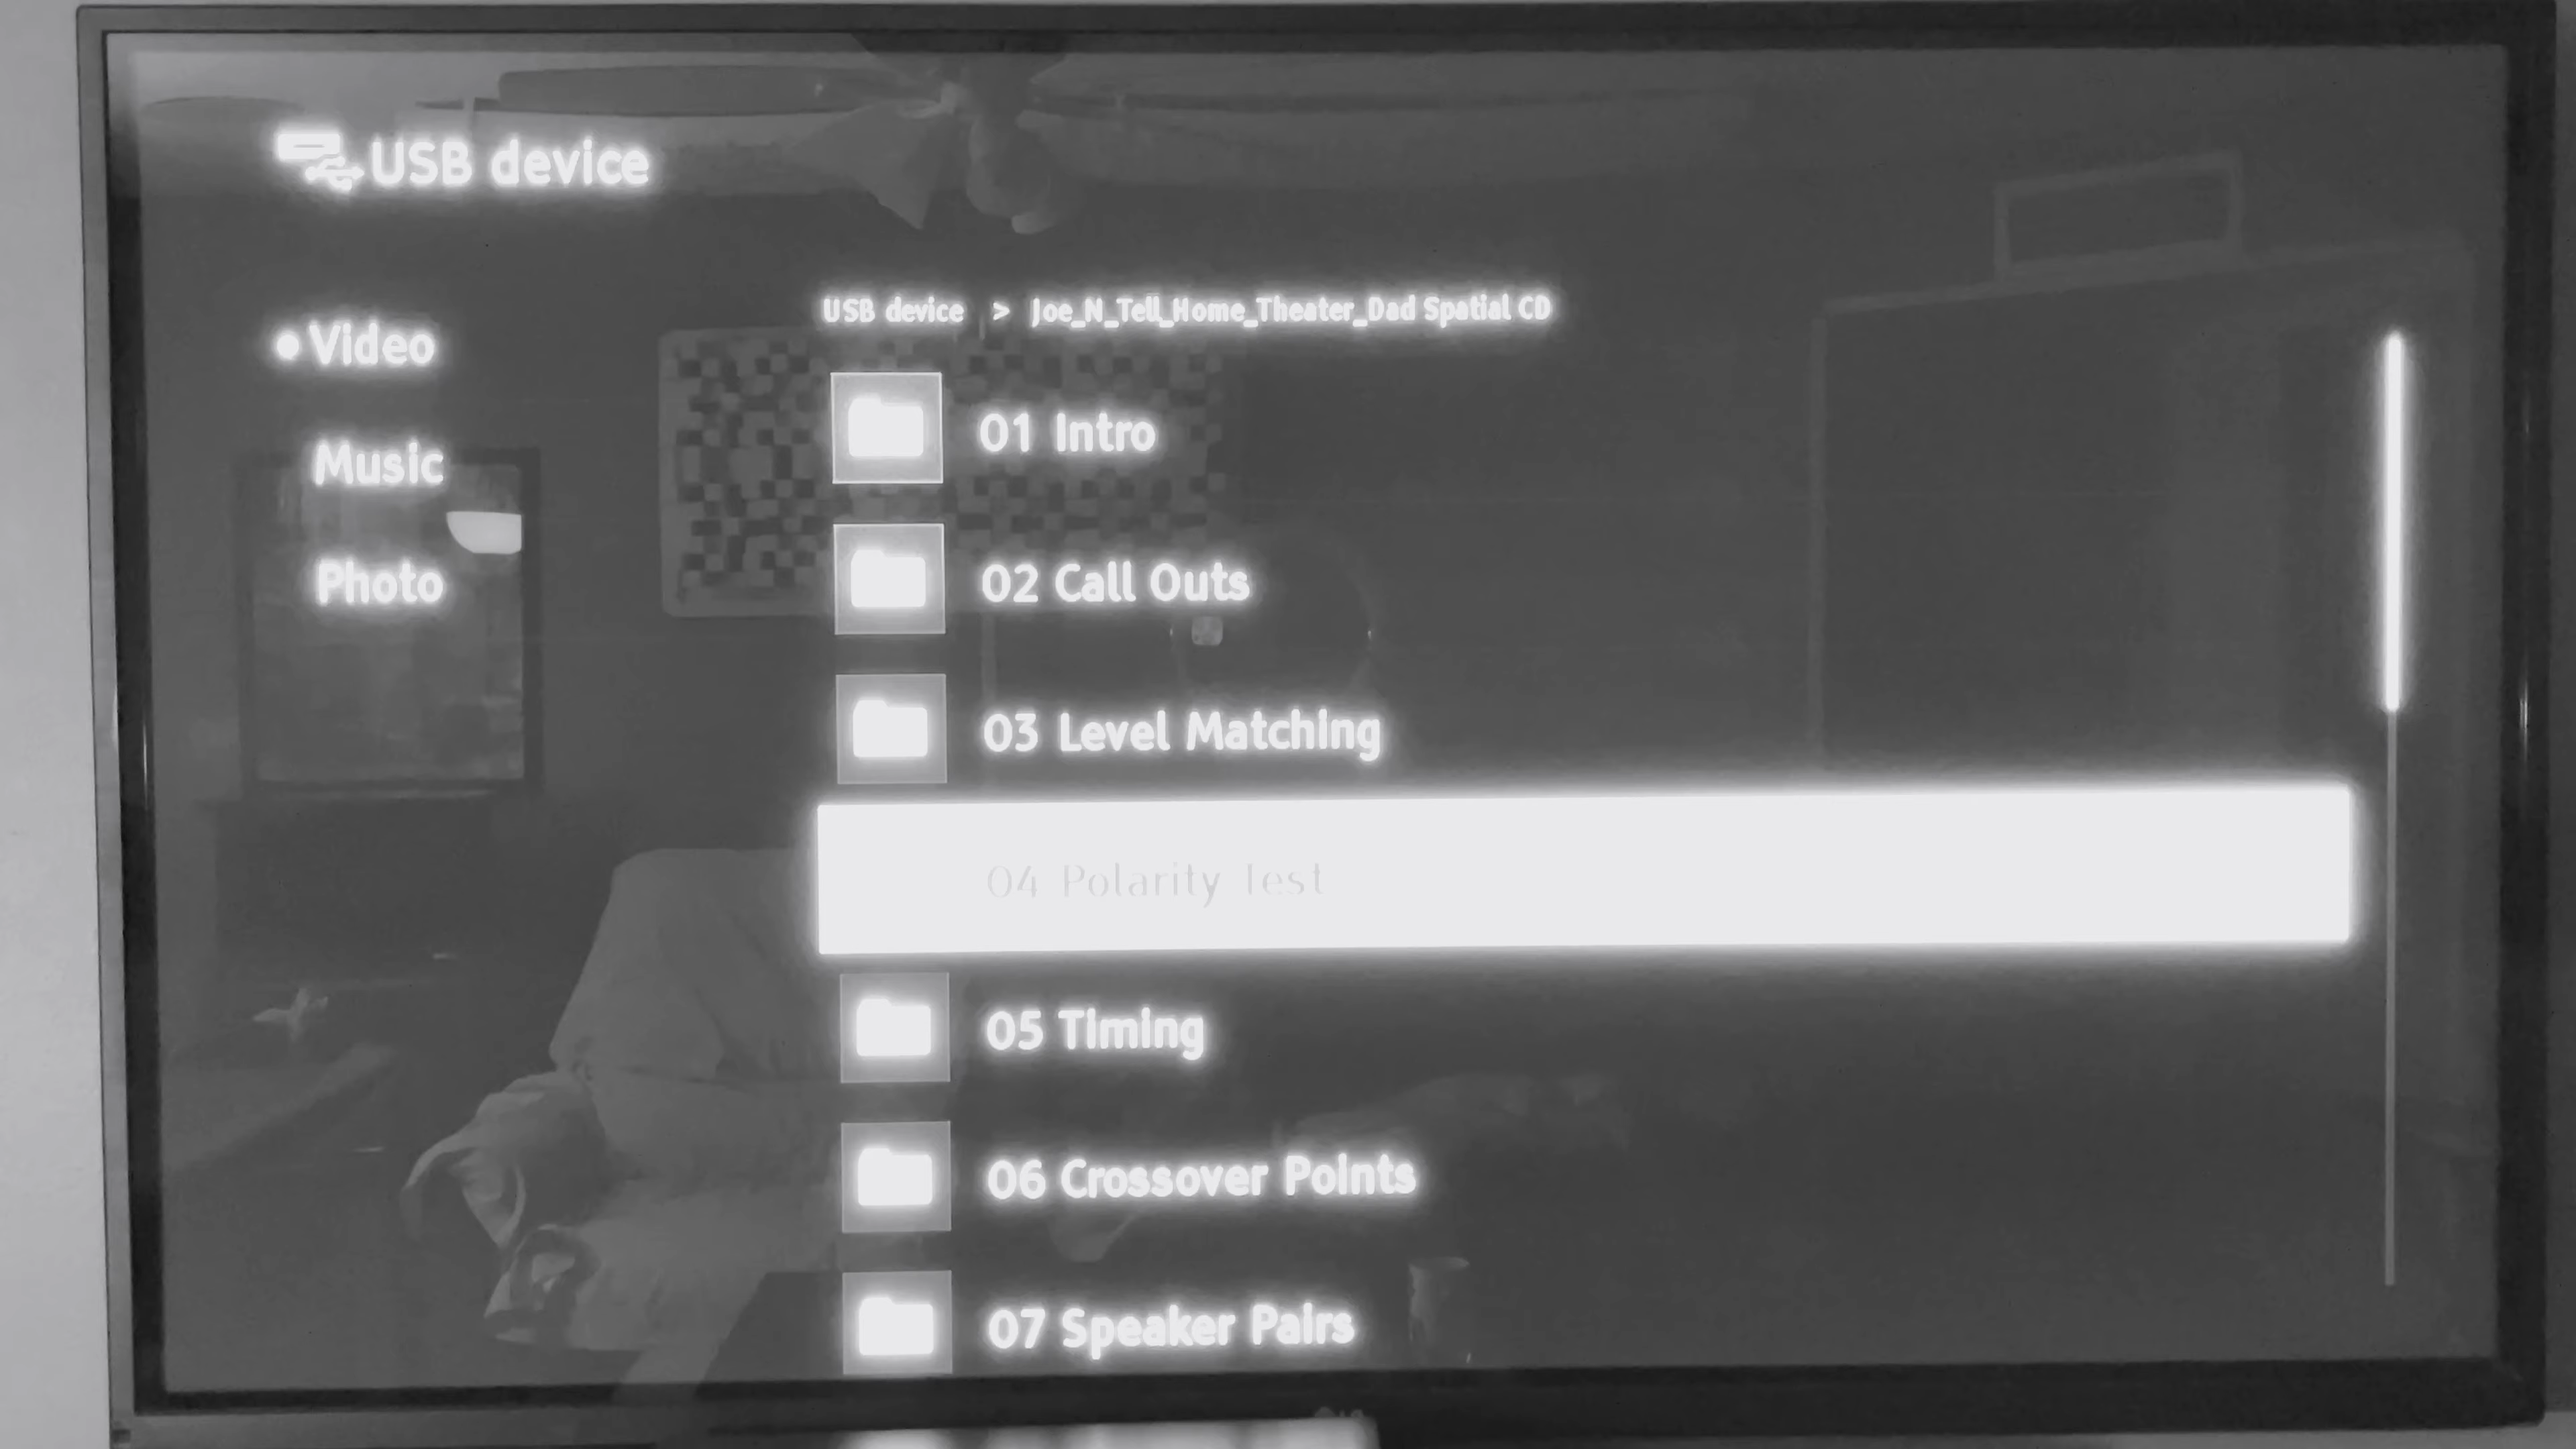 USB device
Video
Music
Photo
USB device > Joe_N_Tell_Home_Theater_Dad Spatial CD
01 Intro
02 Call Outs
03 Level Matching
04 Polarity Test
05 Timing
06 Crossover Points
07 Speaker Pairs